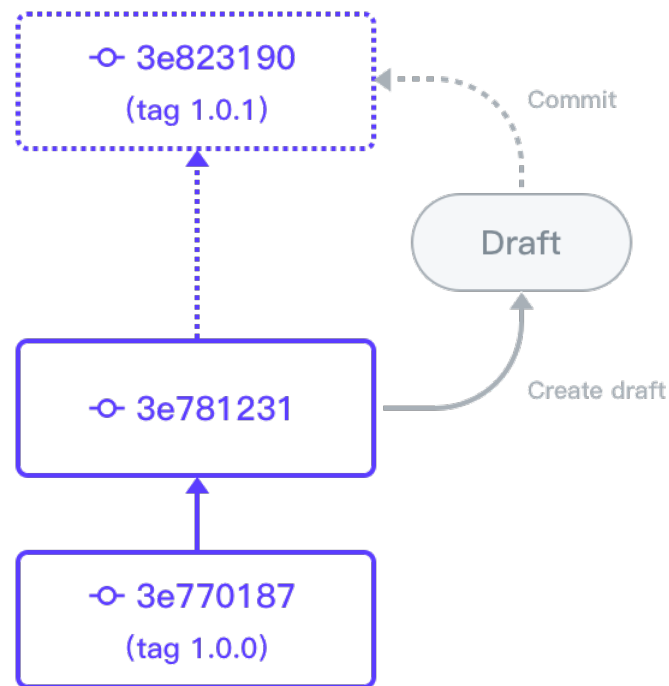 3e823190
(tag 1.0.1)
Commit
Draft
3e781231
Create draft
3e770187
(tag 1.0.0)